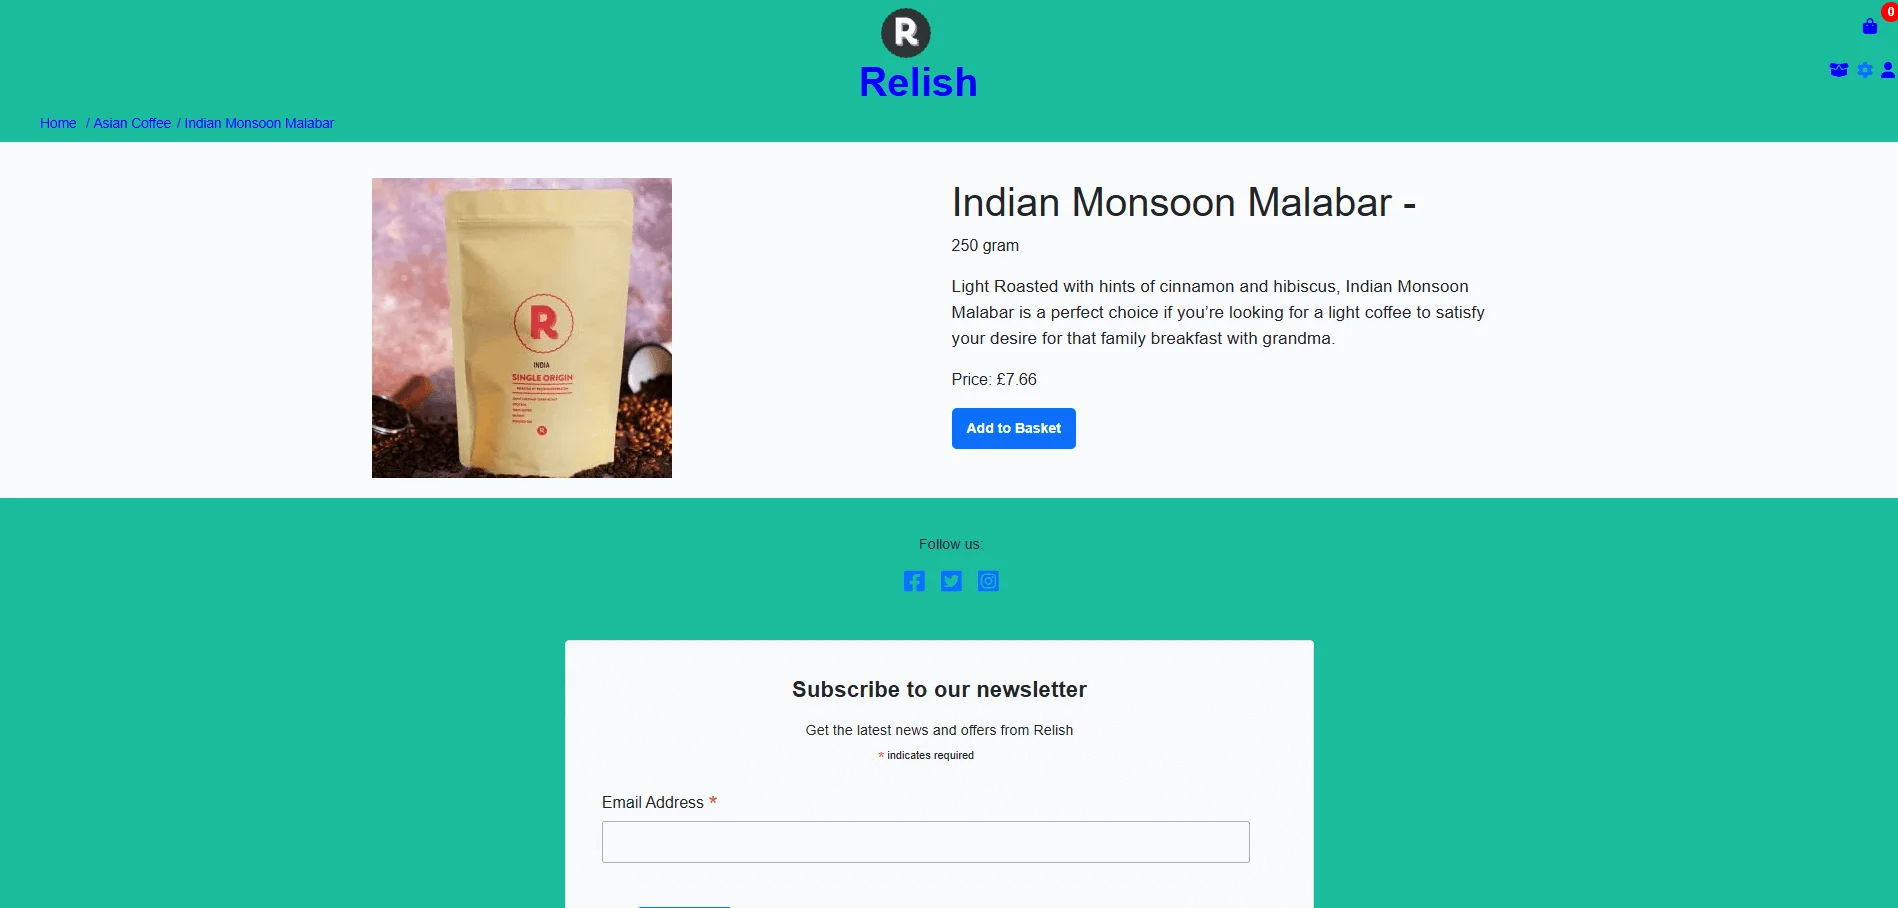 R
0
Relish
Home / Asian Coffee / Indian Monsoon Malabar
Indian Monsoon Malabar -
250 gram
Light Roasted with hints of cinnamon and hibiscus, Indian Monsoon
Malabar is a perfect choice if you’re looking for a light coffee to satisfy
your desire for that family breakfast with grandma.
Price: £7.66
Add to Basket
R
INDIA
SINGLE ORIGIN
R
Follow us:
Subscribe to our newsletter
Get the latest news and offers from Relish
* indicates required
Email Address *